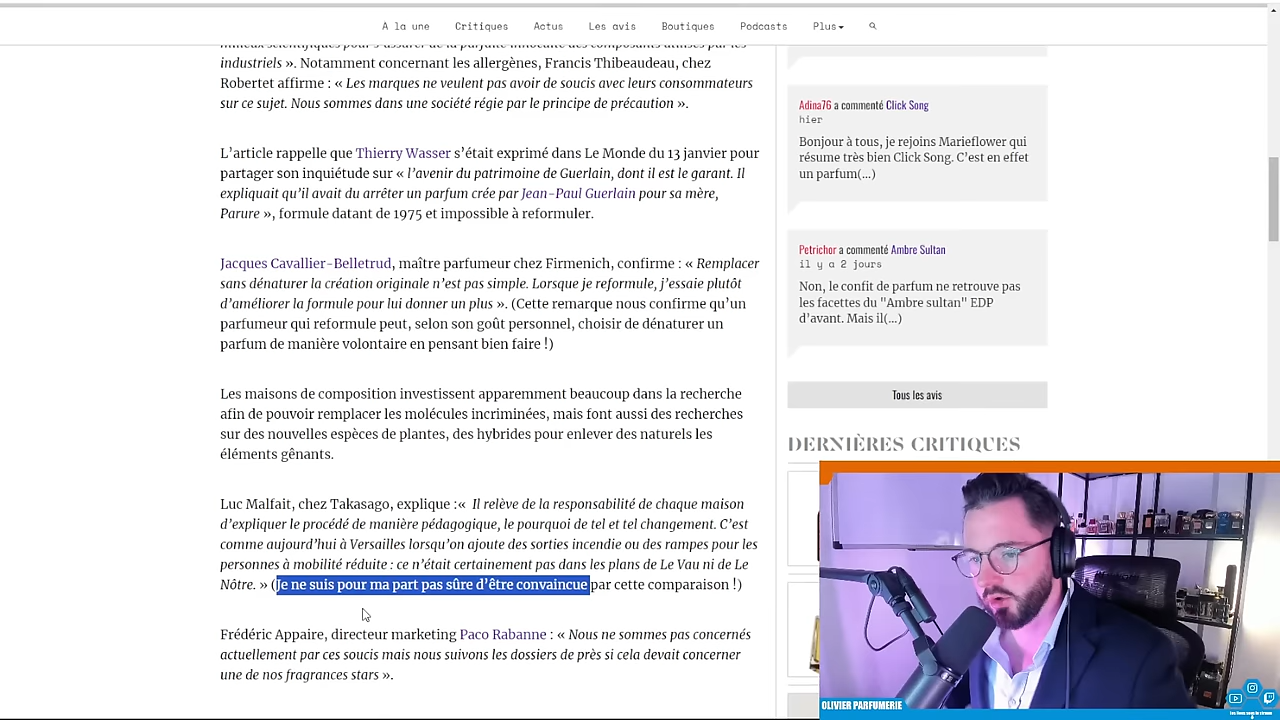 A la une Critiques Actus Les avis Boutiques Podcasts Plus
milieux scientifiques pour s'assurer de la parfaite innocuité des composants utilisés par les
industriels ». Notamment concernant les allergènes, Francis Thibeaudeau, chez
Robertet affirme : « Les marques ne veulent pas avoir de soucis avec leurs consommateurs
sur ce sujet. Nous sommes dans une société régie par le principe de précaution ».
L’article rappelle que Thierry Wasser s’était exprimé dans Le Monde du 13 janvier pour
partager son inquiétude sur « l’avenir du patrimoine de Guerlain, dont il est le garant. Il
expliquait qu’il avait du arrêter un parfum crée par Jean-Paul Guerlain pour sa mère,
Parure », formule datant de 1975 et impossible à reformuler.
Jacques Cavallier-Belletrud, maître parfumeur chez Firmenich, confirme : « Remplacer
sans dénaturer la création originale n’est pas simple. Lorsque je reformule, j’essaie plutôt
d’améliorer la formule pour lui donner un plus ». (Cette remarque nous confirme qu’un
parfumeur qui reformule peut, selon son goût personnel, choisir de dénaturer un
parfum de manière volontaire en pensant bien faire !)
Les maisons de composition investissent apparemment beaucoup dans la recherche
afin de pouvoir remplacer les molécules incriminées, mais font aussi des recherches
sur des nouvelles espèces de plantes, des hybrides pour enlever des naturels les
éléments gênants.
Luc Malfait, chez Takasago, explique :« Il relève de la responsabilité de chaque maison
d’expliquer le procédé de manière pédagogique, le pourquoi de tel et tel changement. C’est
comme aujourd’hui à Versailles lorsqu’on ajoute des sorties incendie ou des rampes pour les
personnes à mobilité réduite : ce n’était certainement pas dans les plans de Le Vau ni de Le
Nôtre. » (Je ne suis pour ma part pas sûre d’être convaincue par cette comparaison !)
Frédéric Appaire, directeur marketing Paco Rabanne : « Nous ne sommes pas concernés
actuellement par ces soucis mais nous suivons les dossiers de près si cela devait concerner
une de nos fragrances stars ».
Adina76 a commenté Click Song
hier
Bonjour à tous, je rejoins Marieflower qui
résume très bien Click Song. C’est en effet
un parfum(...)
Petrichor a commenté Ambre Sultan
il y a 2 jours
Non, le confit de parfum ne retrouve pas
les facettes du "Ambre sultan" EDP
d’avant. Mais il(...)
Tous les avis
DERNIÈRES CRITIQUES
OLIVIER PARFUMERIE